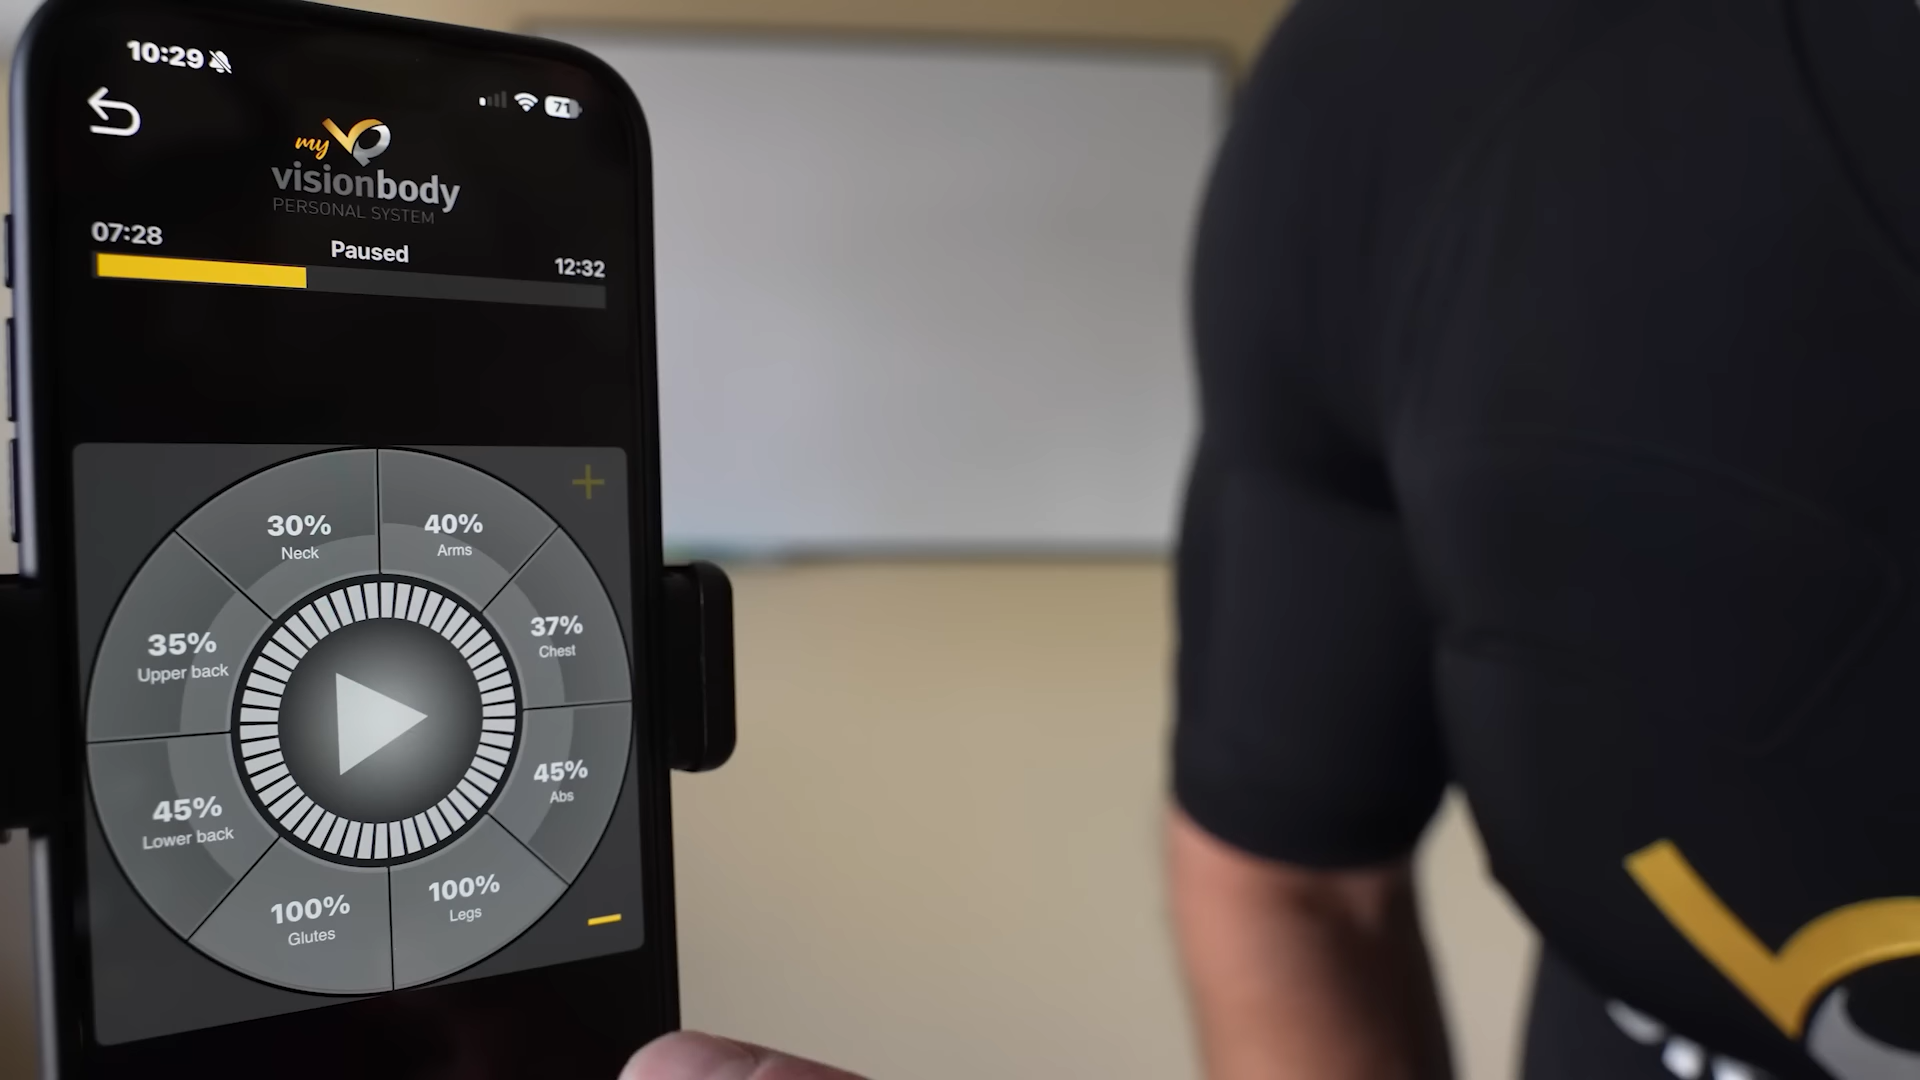 10:29
71
my
visionbody
PERSONAL SYSTEM
07:28
Paused
12:32
30%
Neck
40%
Arms
35%
Upper back
37%
Chest
45%
Lower back
45%
Abs
100%
Glutes
100%
Legs